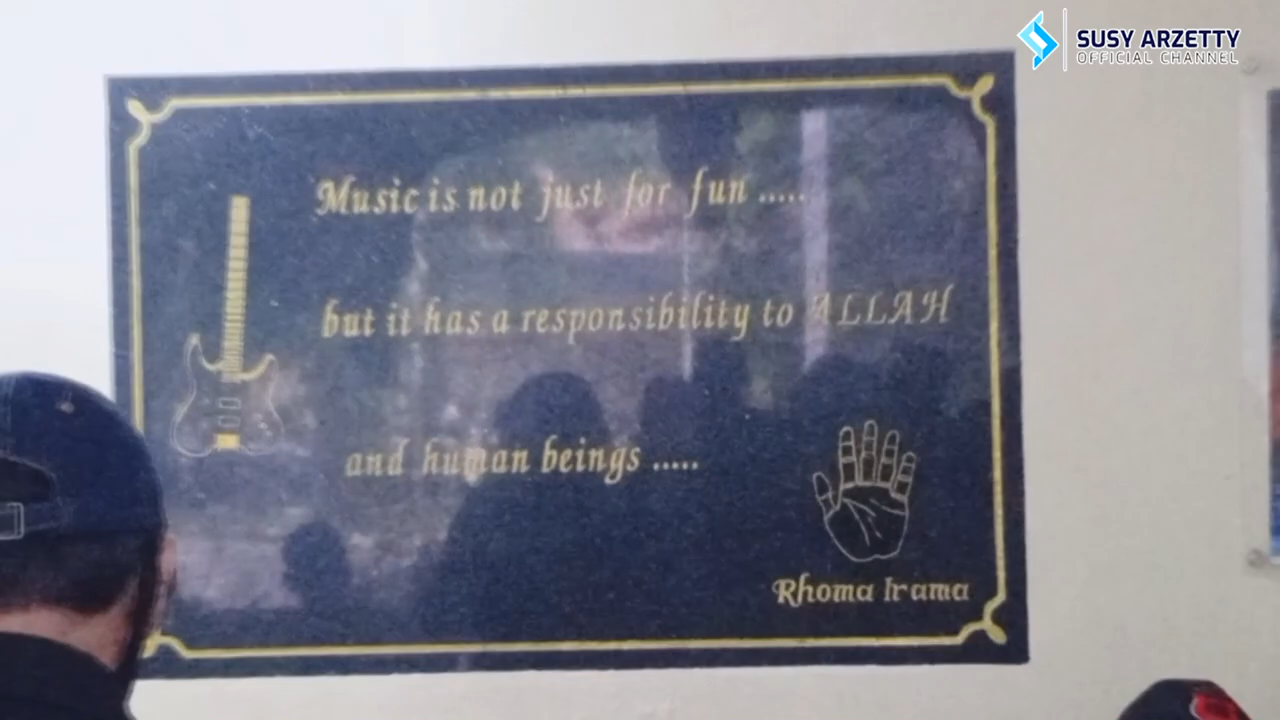 SUSY ARZETTY
OFFICIAL CHANNEL
Music is not just for fun .....
but it has a responsibility to ALLAH
and human beings .....
Rhoma Irama